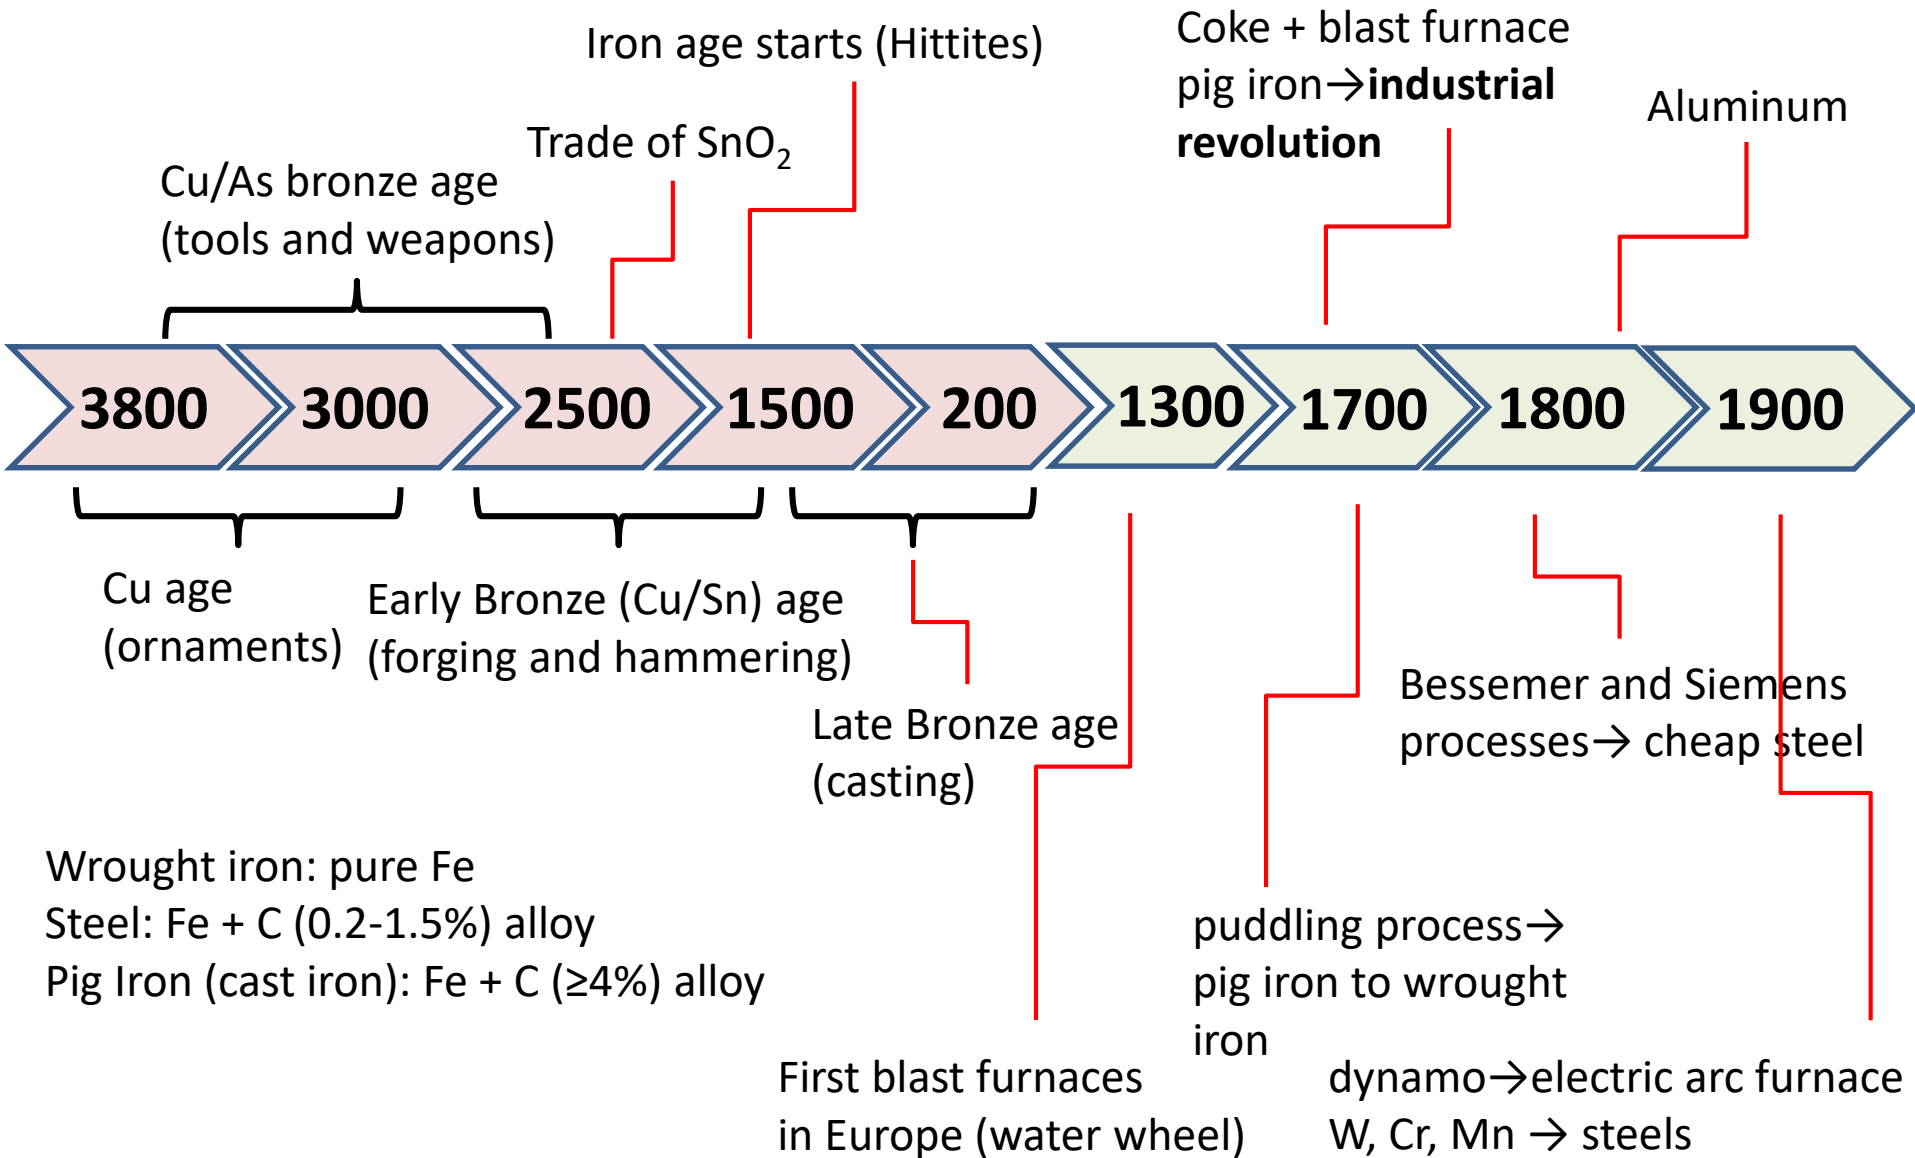 Iron age starts (Hittites)
Trade of SnO₂
Cu/As bronze age
(tools and weapons)
Coke + blast furnace
pig iron→industrial
revolution
Aluminum
3800
3000
2500
1500
200
1300
1700
1800
1900
Cu age
(ornaments)
Early Bronze (Cu/Sn) age
(forging and hammering)
Late Bronze age
(casting)
Bessemer and Siemens
processes→ cheap steel
Wrought iron: pure Fe
Steel: Fe + C (0.2-1.5%) alloy
Pig Iron (cast iron): Fe + C (≥4%) alloy
puddling process→
pig iron to wrought
iron
First blast furnaces
in Europe (water wheel)
dynamo→electric arc furnace
W, Cr, Mn → steels